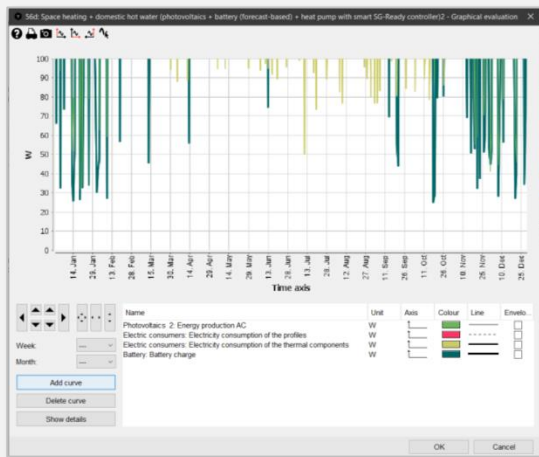 56d: Space heating + domestic hot water (photovoltaics + battery (forecast-based) + heat pump with smart SG-Ready controller)2 - Graphical evaluation
100
90
80
70
60
50
40
30
20
10
0
W
14. Jan
29. Jan
13. Feb
28. Feb
15. Mar
30. Mar
14. Apr
29. Apr
14. May
29. May
13. Jun
28. Jun
13. Jul
28. Jul
12. Aug
27. Aug
11. Sep
26. Sep
11. Oct
26. Oct
10. Nov
25. Nov
10. Dec
25. Dec
Time axis
Name Unit Axis Colour Line Envelo...
Photovoltaics 2: Energy production AC W
Electric consumers: Electricity consumption of the profiles W
Electric consumers: Electricity consumption of the thermal components W
Battery: Battery charge W
Week: ---
Month: ---
Add curve
Delete curve
Show details
OK Cancel